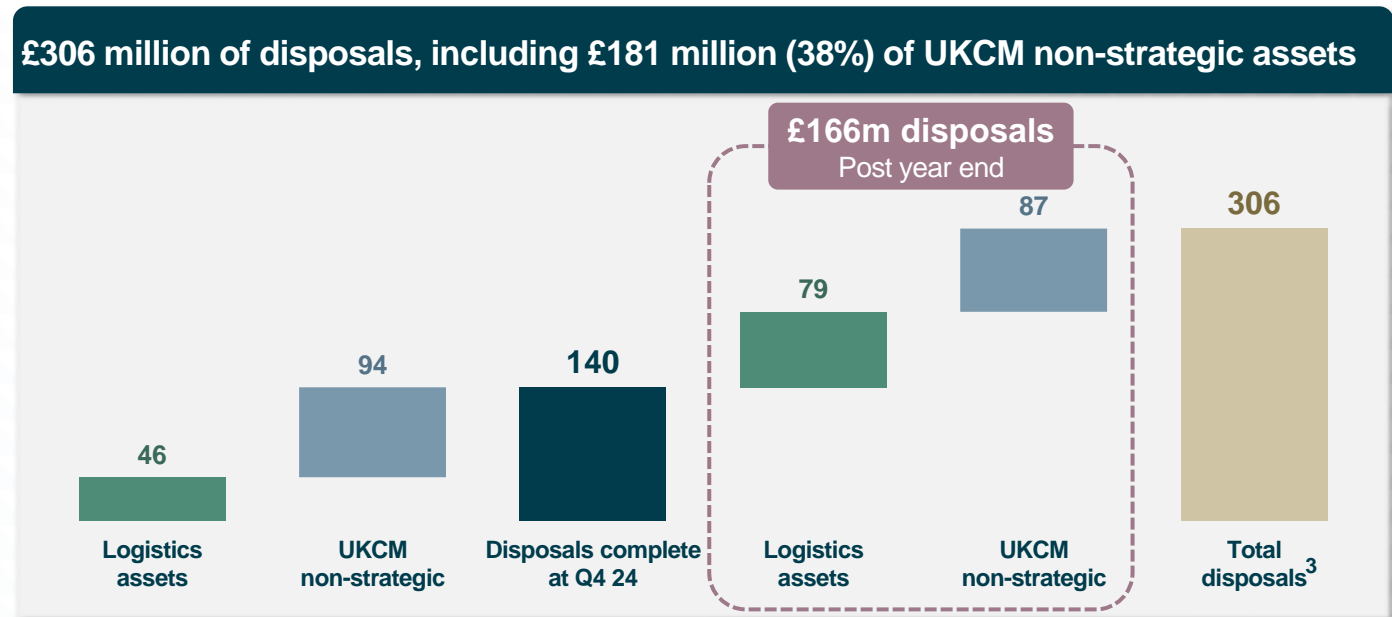 £306 million of disposals, including £181 million (38%) of UKCM non-strategic assets
£166m disposals
Post year end
46
94
140
79
87
306
Logistics
assets
UKCM
non-strategic
Disposals complete
at Q4 24
Logistics
assets
UKCM
non-strategic
Total
disposals3